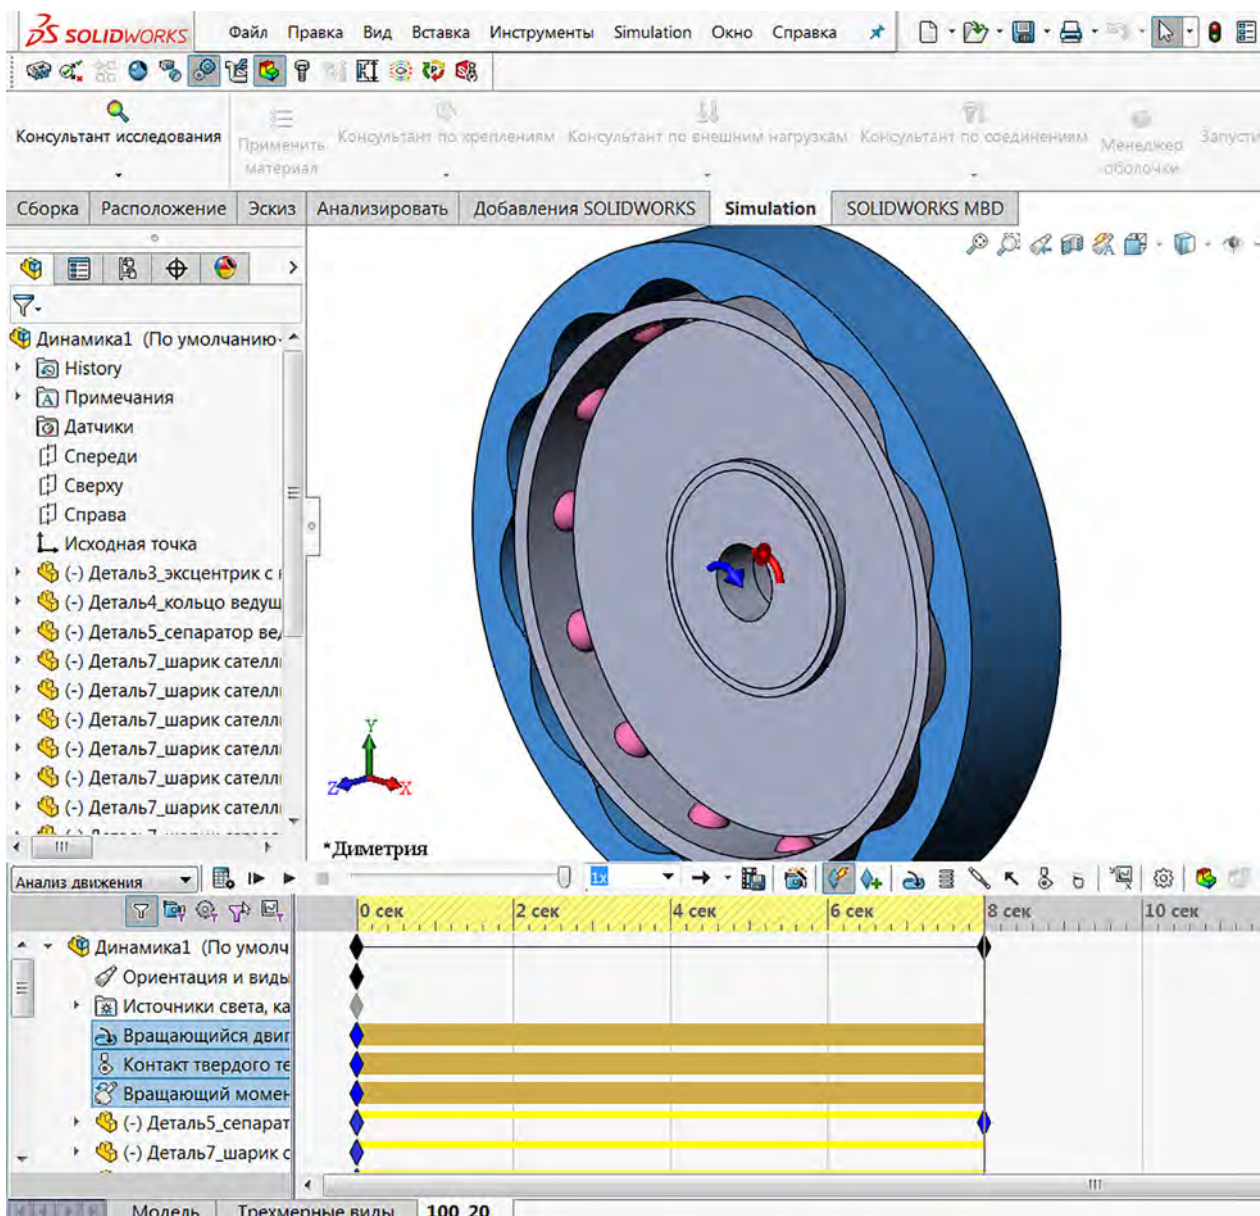 SOLIDWORKS Файл Правка Вид Вставка Инструменты Simulation Окно Справка
Консультант исследования Применить материал Консультант по креплениям Консультант по внешним нагрузкам Консультант по соединениям Менеджер оболочки Запусти
Сборка Расположение Эскиз Анализировать Добавления SOLIDWORKS Simulation SOLIDWORKS MBD
Динамика1 (По умолчанию
History
Примечания
Датчики
Спереди
Сверху
Справа
Исходная точка
(-) Деталь3_эксцентрик с
(-) Деталь4_кольцо ведущ
(-) Деталь5_сепаратор ве
(-) Деталь7_шарик сателл
(-) Деталь7_шарик сателл
(-) Деталь7_шарик сателл
(-) Деталь7_шарик сателл
(-) Деталь7_шарик сателл
(-) Деталь7_шарик сателл
Y
Z X
*Диметрия
Анализ движения 1x
0 сек 2 сек 4 сек 6 сек 8 сек 10 сек
Динамика1 (По умолч
Ориентация и виды
Источники света, ка
Вращающийся двиг
Контакт твердого те
Вращающий момен
(-) Деталь5_сепарат
(-) Деталь7_шарик с
Модель Трехмерные виды 100_20